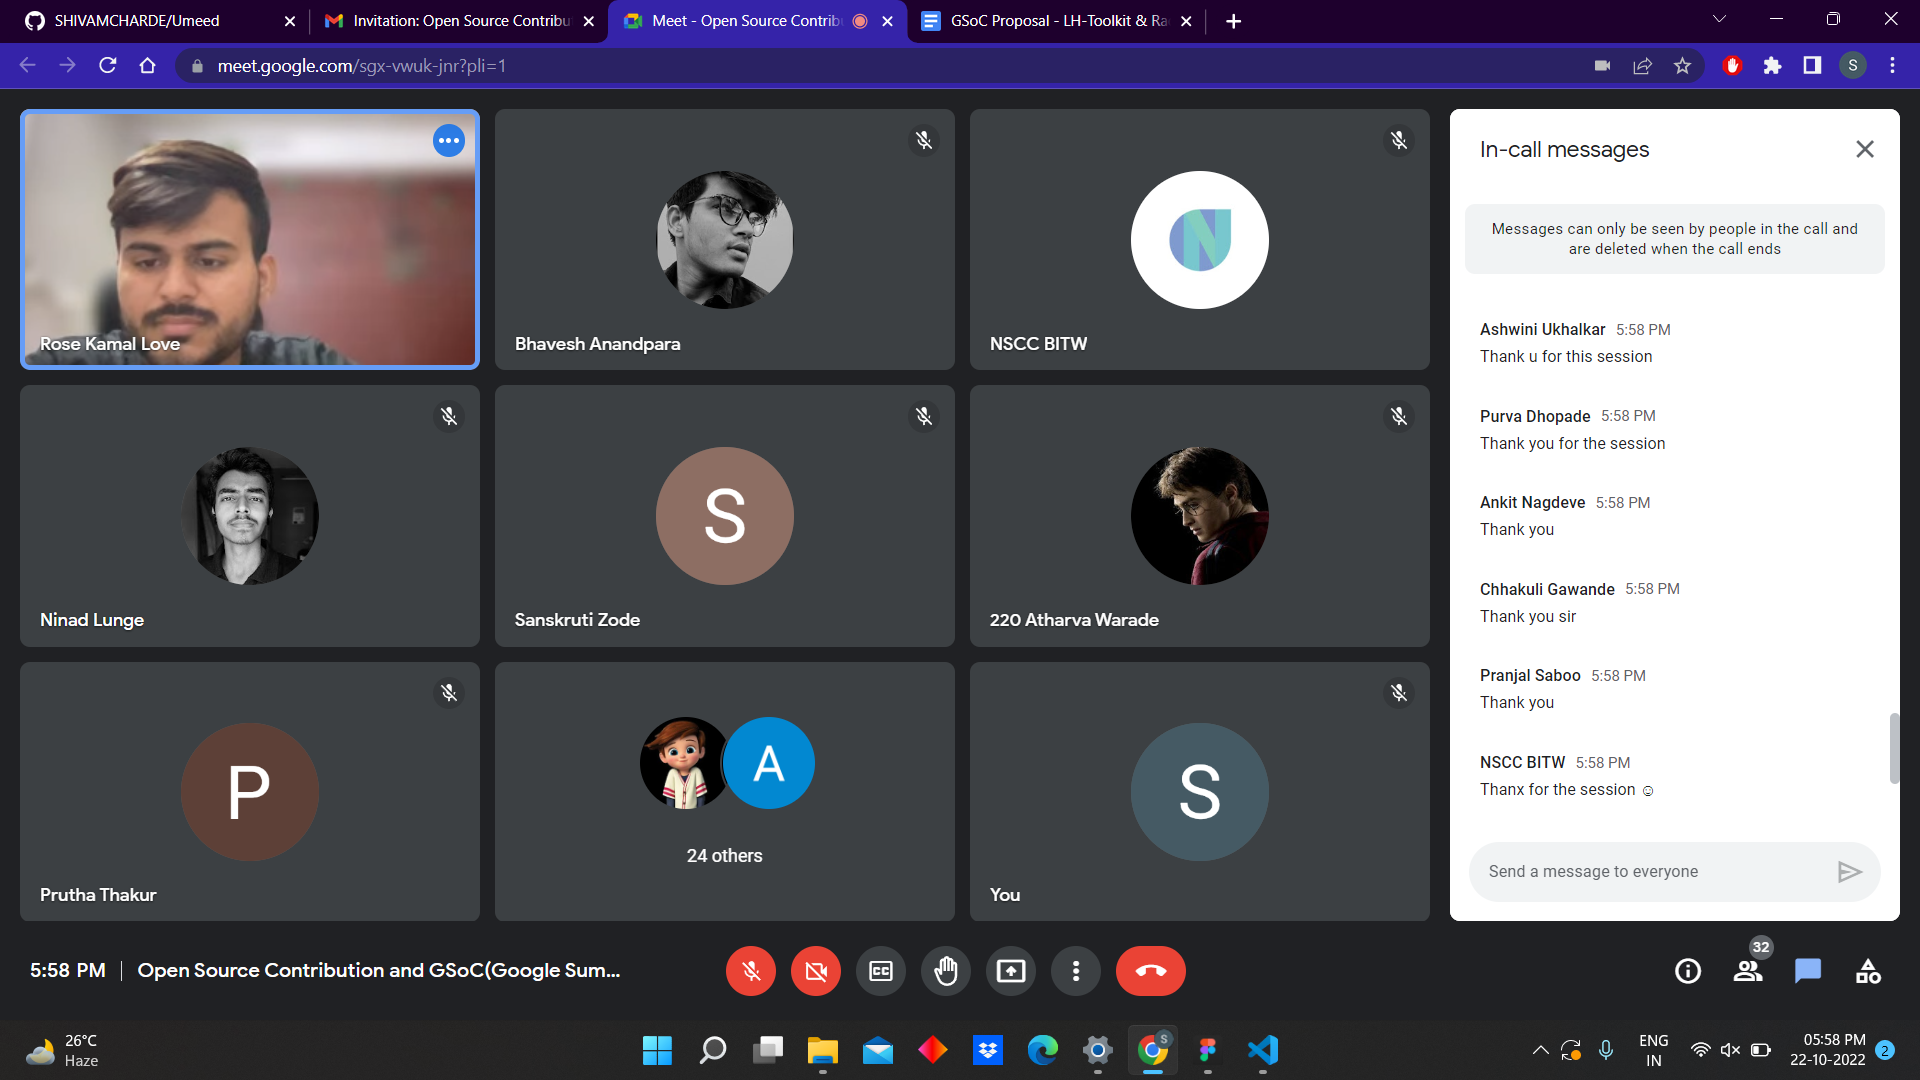 SHIVAMCHARDE/Umeed
Invitation: Open Source Contribu
Meet - Open Source Contrib
GSoC Proposal - LH-Toolkit & Ra
meet.google.com/sgx-vwuk-jnr?pli=1
S
Rose Kamal Love
Bhavesh Anandpara
NSCC BITW
Ninad Lunge
S
Sanskruti Zode
220 Atharva Warade
P
Prutha Thakur
A
24 others
S
You
In-call messages
Messages can only be seen by people in the call and
are deleted when the call ends
Ashwini Ukhalkar 5:58 PM
Thank u for this session
Purva Dhopade 5:58 PM
Thank you for the session
Ankit Nagdeve 5:58 PM
Thank you
Chhakuli Gawande 5:58 PM
Thank you sir
Pranjal Saboo 5:58 PM
Thank you
NSCC BITW 5:58 PM
Thanx for the session ☺
Send a message to everyone
5:58 PM | Open Source Contribution and GSoC(Google Sum...
CC
32
26°C
Haze
S
ENG
IN
05:58 PM
22-10-2022
2